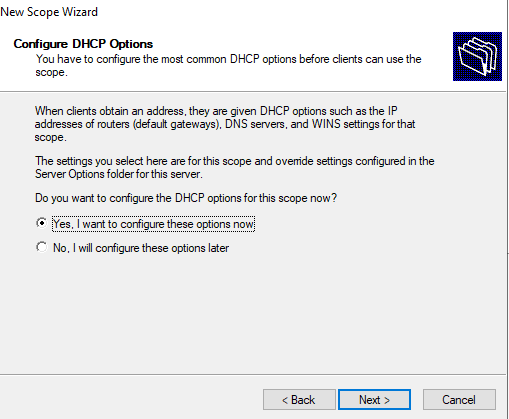 New Scope Wizard
Configure DHCP Options
You have to configure the most common DHCP options before clients can use the
scope.
When clients obtain an address, they are given DHCP options such as the IP
addresses of routers (default gateways), DNS servers, and WINS settings for that
scope.
The settings you select here are for this scope and override settings configured in the
Server Options folder for this server.
Do you want to configure the DHCP options for this scope now?
Yes, I want to configure these options now
No, I will configure these options later
< Back Next > Cancel